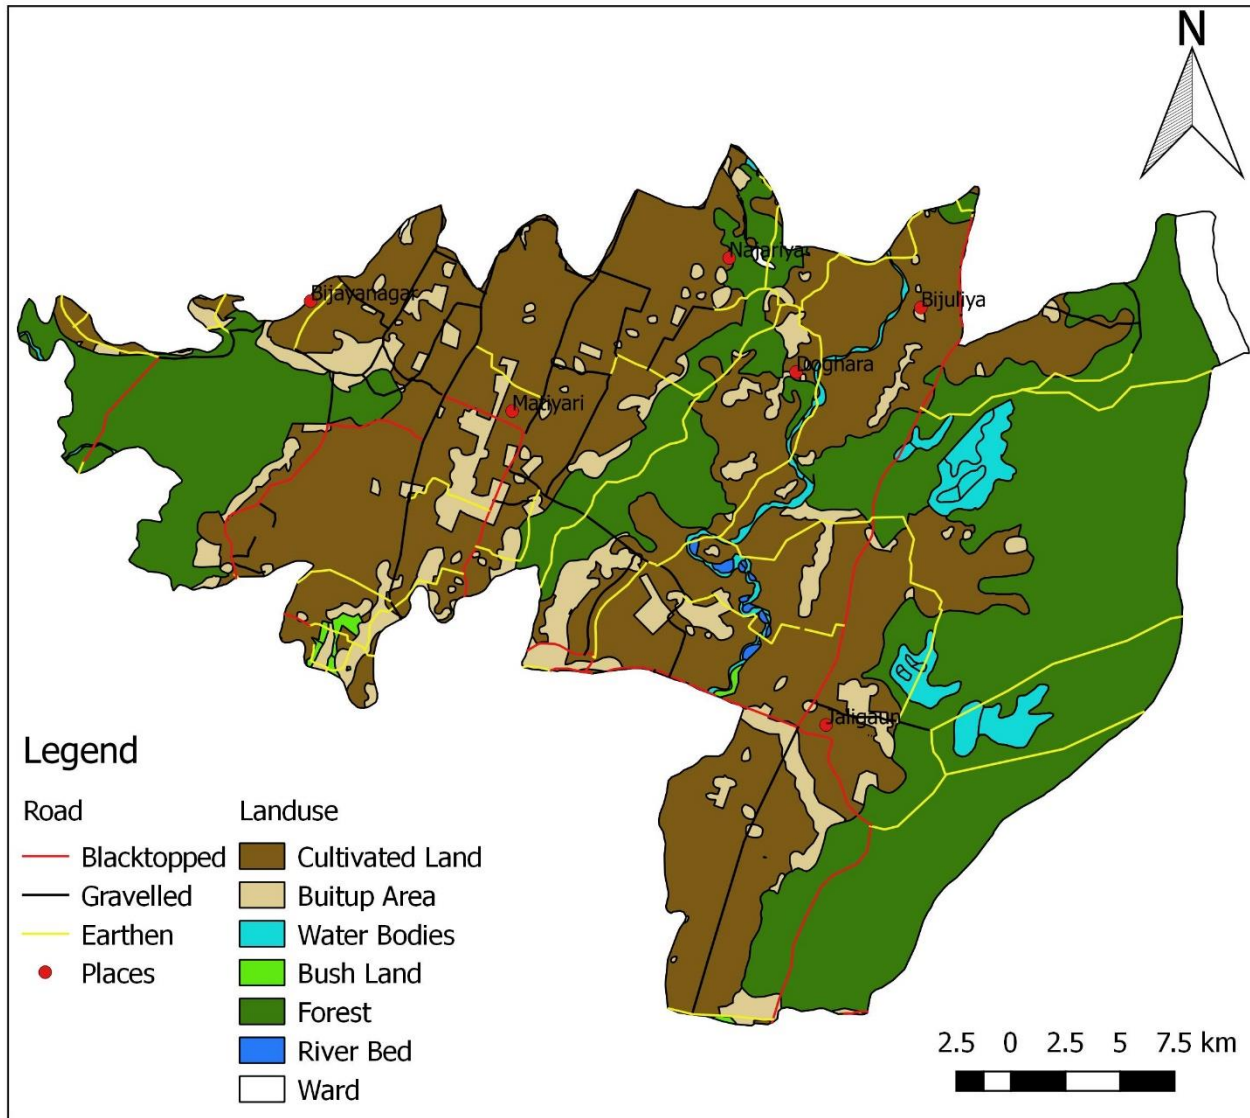 N
Najariya
Bijayanagar
Bijuliya
Doghara
Matiyari
Jaligaun
Legend
Road
Blacktopped
Gravelled
Earthen
Places
Landuse
Cultivated Land
Buitup Area
Water Bodies
Bush Land
Forest
River Bed
Ward
2.5 0 2.5 5 7.5 km